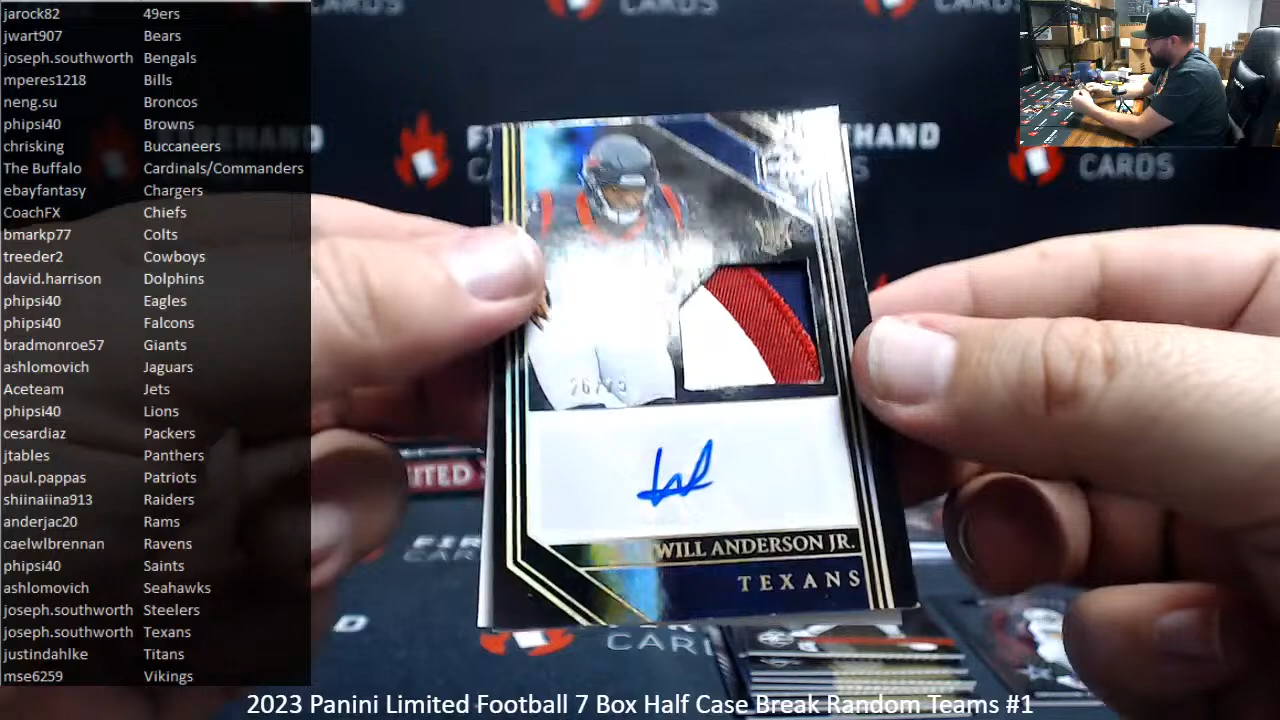 jarock82 49ers
jwart907 Bears
joseph.southworth Bengals
mperes1218 Bills
neng.su Broncos
phipsi40 Browns
chrisking Buccaneers
The Buffalo Cardinals/Commanders
ebayfantasy Chargers
CoachFX Chiefs
bmarkp77 Colts
treeder2 Cowboys
david.harrison Dolphins
phipsi40 Eagles
phipsi40 Falcons
bradmonroe57 Giants
ashlomovich Jaguars
Aceteam Jets
phipsi40 Lions
cesardiaz Packers
jtables Panthers
paul.pappas Patriots
shiinaiina913 Raiders
anderjac20 Rams
caelwlbrennan Ravens
phipsi40 Saints
ashlomovich Seahawks
joseph.southworth Steelers
joseph.southworth Texans
justindahlke Titans
mse6259 Vikings
CARDS
WILL ANDERSON JR.
TEXANS
2023 Panini Limited Football 7 Box Half Case Break Random Teams #1